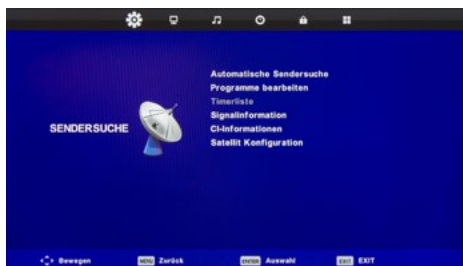 Automatische Sendersuche
Programme bearbeiten
Timerliste
Signalinformation
CI-Informationen
Satellit Konfiguration
SENDERSUCHE
Bewegen MENU Zurück ENTER Auswahl EXIT EXIT